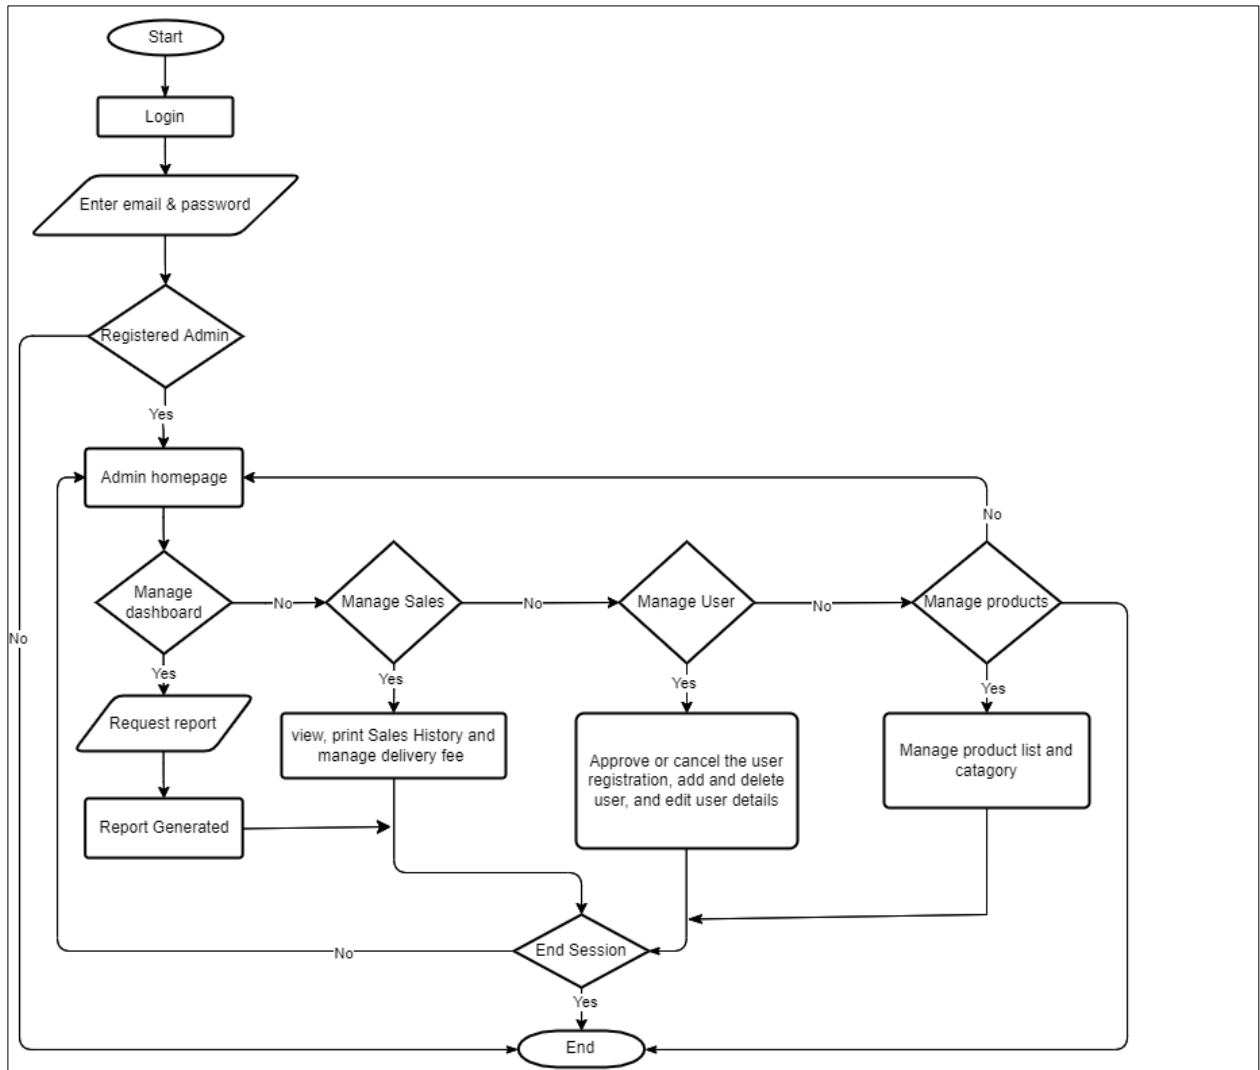 Start
Login
Enter email & password
Registered Admin
Yes
Admin homepage
No
Manage
dashboard
No
Manage Sales
No
Manage User
No
Manage products
No
Yes
Yes
Yes
Yes
Request report
view, print Sales History and
manage delivery fee
Approve or cancel the user
registration, add and delete
user, and edit user details
Manage product list and
catagory
Report Generated
End Session
No
Yes
End